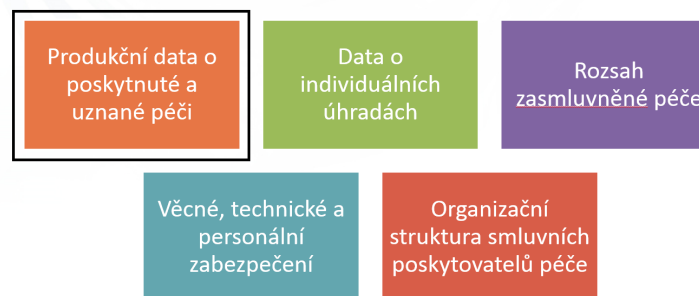 Produkční data o
poskytnuté a
uznané péči
Data o
individuálních
úhradách
Rozsah
zasmluvněné péče
Věcné, technické a
personální
zabezpečení
Organizační
struktura smluvních
poskytovatelů péče